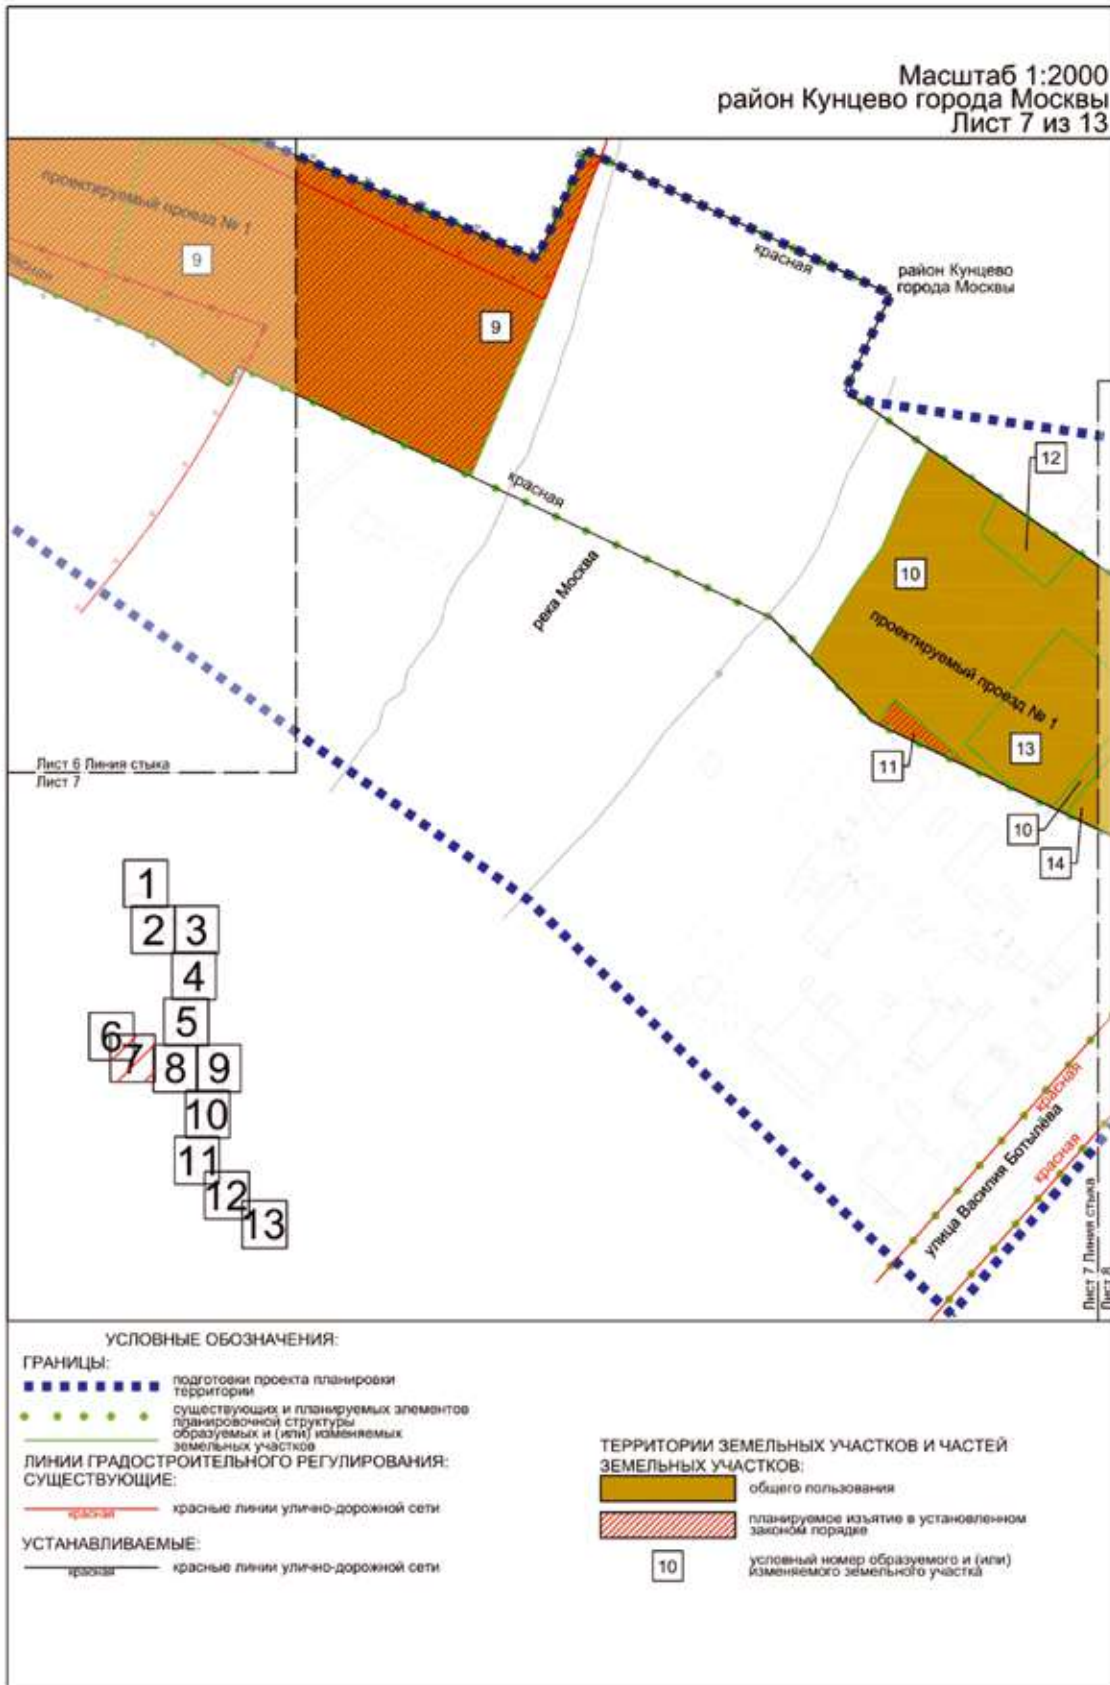 Масштаб 1:2000
район Кунцево города Москвы
Лист 7 из 13
проектируемый проезд № 1
9
красная
9
красная
район Кунцево
города Москвы
12
красная
река Москва
10
проектируемый проезд № 1
13
11
10
14
Лист 6 Линия стыка
Лист 7
1
2
3
4
5
6
7
8
9
10
11
12
13
красная
улица Василия Ботылёва
красная
Лист 7 Линия стыка
Лист 8
УСЛОВНЫЕ ОБОЗНАЧЕНИЯ:
ГРАНИЦЫ:
подготовки проекта планировки
территории
существующих и планируемых элементов
планировочной структуры
образуемых и (или) изменяемых
земельных участков
ЛИНИИ ГРАДОСТРОИТЕЛЬНОГО РЕГУЛИРОВАНИЯ:
СУЩЕСТВУЮЩИЕ:
красная
красные линии улично-дорожной сети
УСТАНАВЛИВАЕМЫЕ:
красная
красные линии улично-дорожной сети
ТЕРРИТОРИИ ЗЕМЕЛЬНЫХ УЧАСТКОВ И ЧАСТЕЙ
ЗЕМЕЛЬНЫХ УЧАСТКОВ:
общего пользования
планируемое изъятие в установленном
законом порядке
10
условный номер образуемого и (или)
изменяемого земельного участка